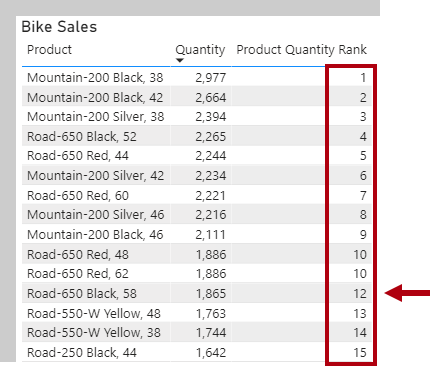 Bike Sales
Product Quantity Product Quantity Rank
Mountain-200 Black, 38 2,977 1
Mountain-200 Black, 42 2,664 2
Mountain-200 Silver, 38 2,394 3
Road-650 Black, 52 2,265 4
Road-650 Red, 44 2,244 5
Mountain-200 Silver, 42 2,234 6
Road-650 Red, 60 2,221 7
Mountain-200 Silver, 46 2,216 8
Mountain-200 Black, 46 2,111 9
Road-650 Red, 48 1,886 10
Road-650 Red, 62 1,886 10
Road-650 Black, 58 1,865 12
Road-550-W Yellow, 48 1,763 13
Road-550-W Yellow, 38 1,744 14
Road-250 Black, 44 1,642 15